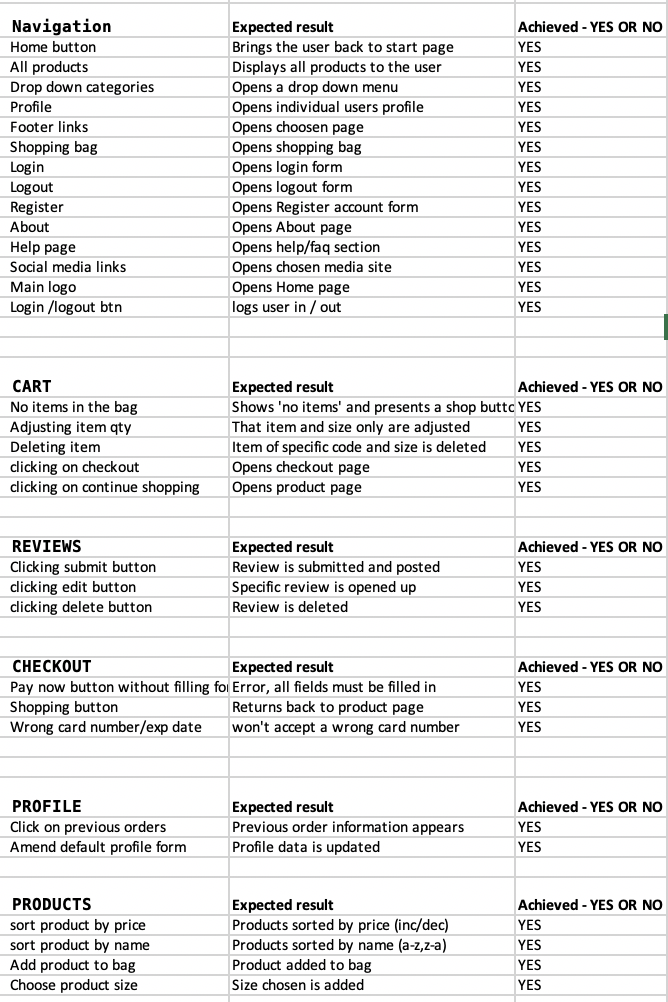 Navigation Expected result Achieved - YES OR NO
Home button Brings the user back to start page YES
All products Displays all products to the user YES
Drop down categories Opens a drop down menu YES
Profile Opens individual users profile YES
Footer links Opens choosen page YES
Shopping bag Opens shopping bag YES
Login Opens login form YES
Logout Opens logout form YES
Register Opens Register account form YES
About Opens About page YES
Help page Opens help/faq section YES
Social media links Opens chosen media site YES
Main logo Opens Home page YES
Login /logout btn logs user in / out YES
CART Expected result Achieved - YES OR NO
No items in the bag Shows 'no items' and presents a shop buttc YES
Adjusting item qty That item and size only are adjusted YES
Deleting item Item of specific code and size is deleted YES
clicking on checkout Opens checkout page YES
clicking on continue shopping Opens product page YES
REVIEWS Expected result Achieved - YES OR NO
Clicking submit button Review is submitted and posted YES
clicking edit button Specific review is opened up YES
clicking delete button Review is deleted YES
CHECKOUT Expected result Achieved - YES OR NO
Pay now button without filling for Error, all fields must be filled in YES
Shopping button Returns back to product page YES
Wrong card number/exp date won't accept a wrong card number YES
PROFILE Expected result Achieved - YES OR NO
Click on previous orders Previous order information appears YES
Amend default profile form Profile data is updated YES
PRODUCTS Expected result Achieved - YES OR NO
sort product by price Products sorted by price (inc/dec) YES
sort product by name Products sorted by name (a-z,z-a) YES
Add product to bag Product added to bag YES
Choose product size Size chosen is added YES